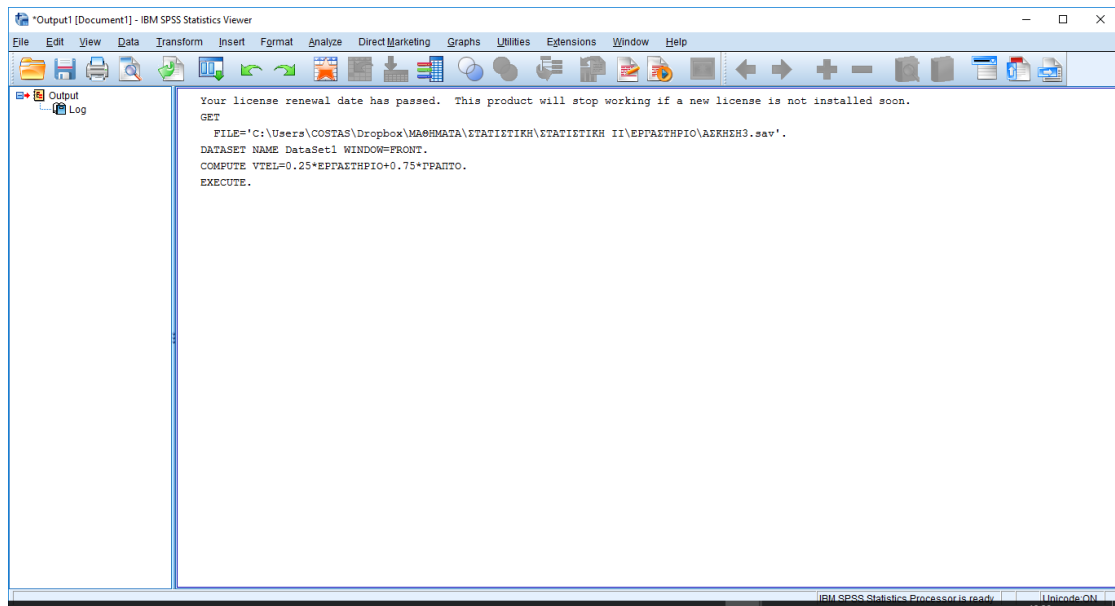 *Output1 [Document1] - IBM SPSS Statistics Viewer
File Edit View Data Transform Insert Format Analyze Direct Marketing Graphs Utilities Extensions Window Help
Output
Log
Your license renewal date has passed. This product will stop working if a new license is not installed soon.
GET
FILE='C:\Users\COSTAS\Dropbox\ΜΑΘΗΜΑΤΑ\ΣΤΑΤΙΣΤΙΚΗ\ΣΤΑΤΙΣΤΙΚΗ ΙΙ\ΕΡΓΑΣΤΗΡΙΟ\ΑΣΚΗΣΗ3.sav'.
DATASET NAME DataSet1 WINDOW=FRONT.
COMPUTE VTEL=0.25*ΕΡΓΑΣΤΗΡΙΟ+0.75*ΓΡΑΠΤΟ.
EXECUTE.
IBM SPSS Statistics Processor is ready Unicode:ON